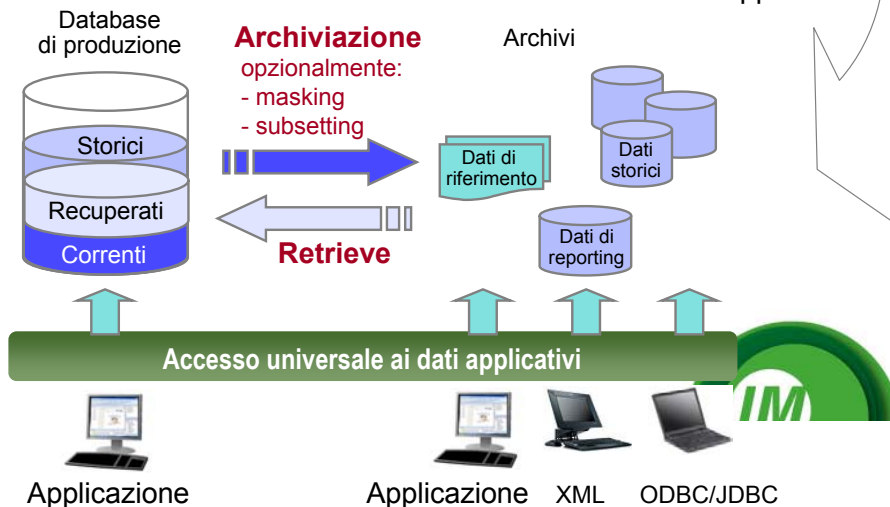 Database
di produzione
Archiviazione
opzionalmente:
- masking
- subsetting
Archivi
Storici
Recuperati
Correnti
Dati di
riferimento
Dati
storici
Retrieve
Dati di
reporting
Accesso universale ai dati applicativi
IM
Applicazione
Applicazione
XML
ODBC/JDBC